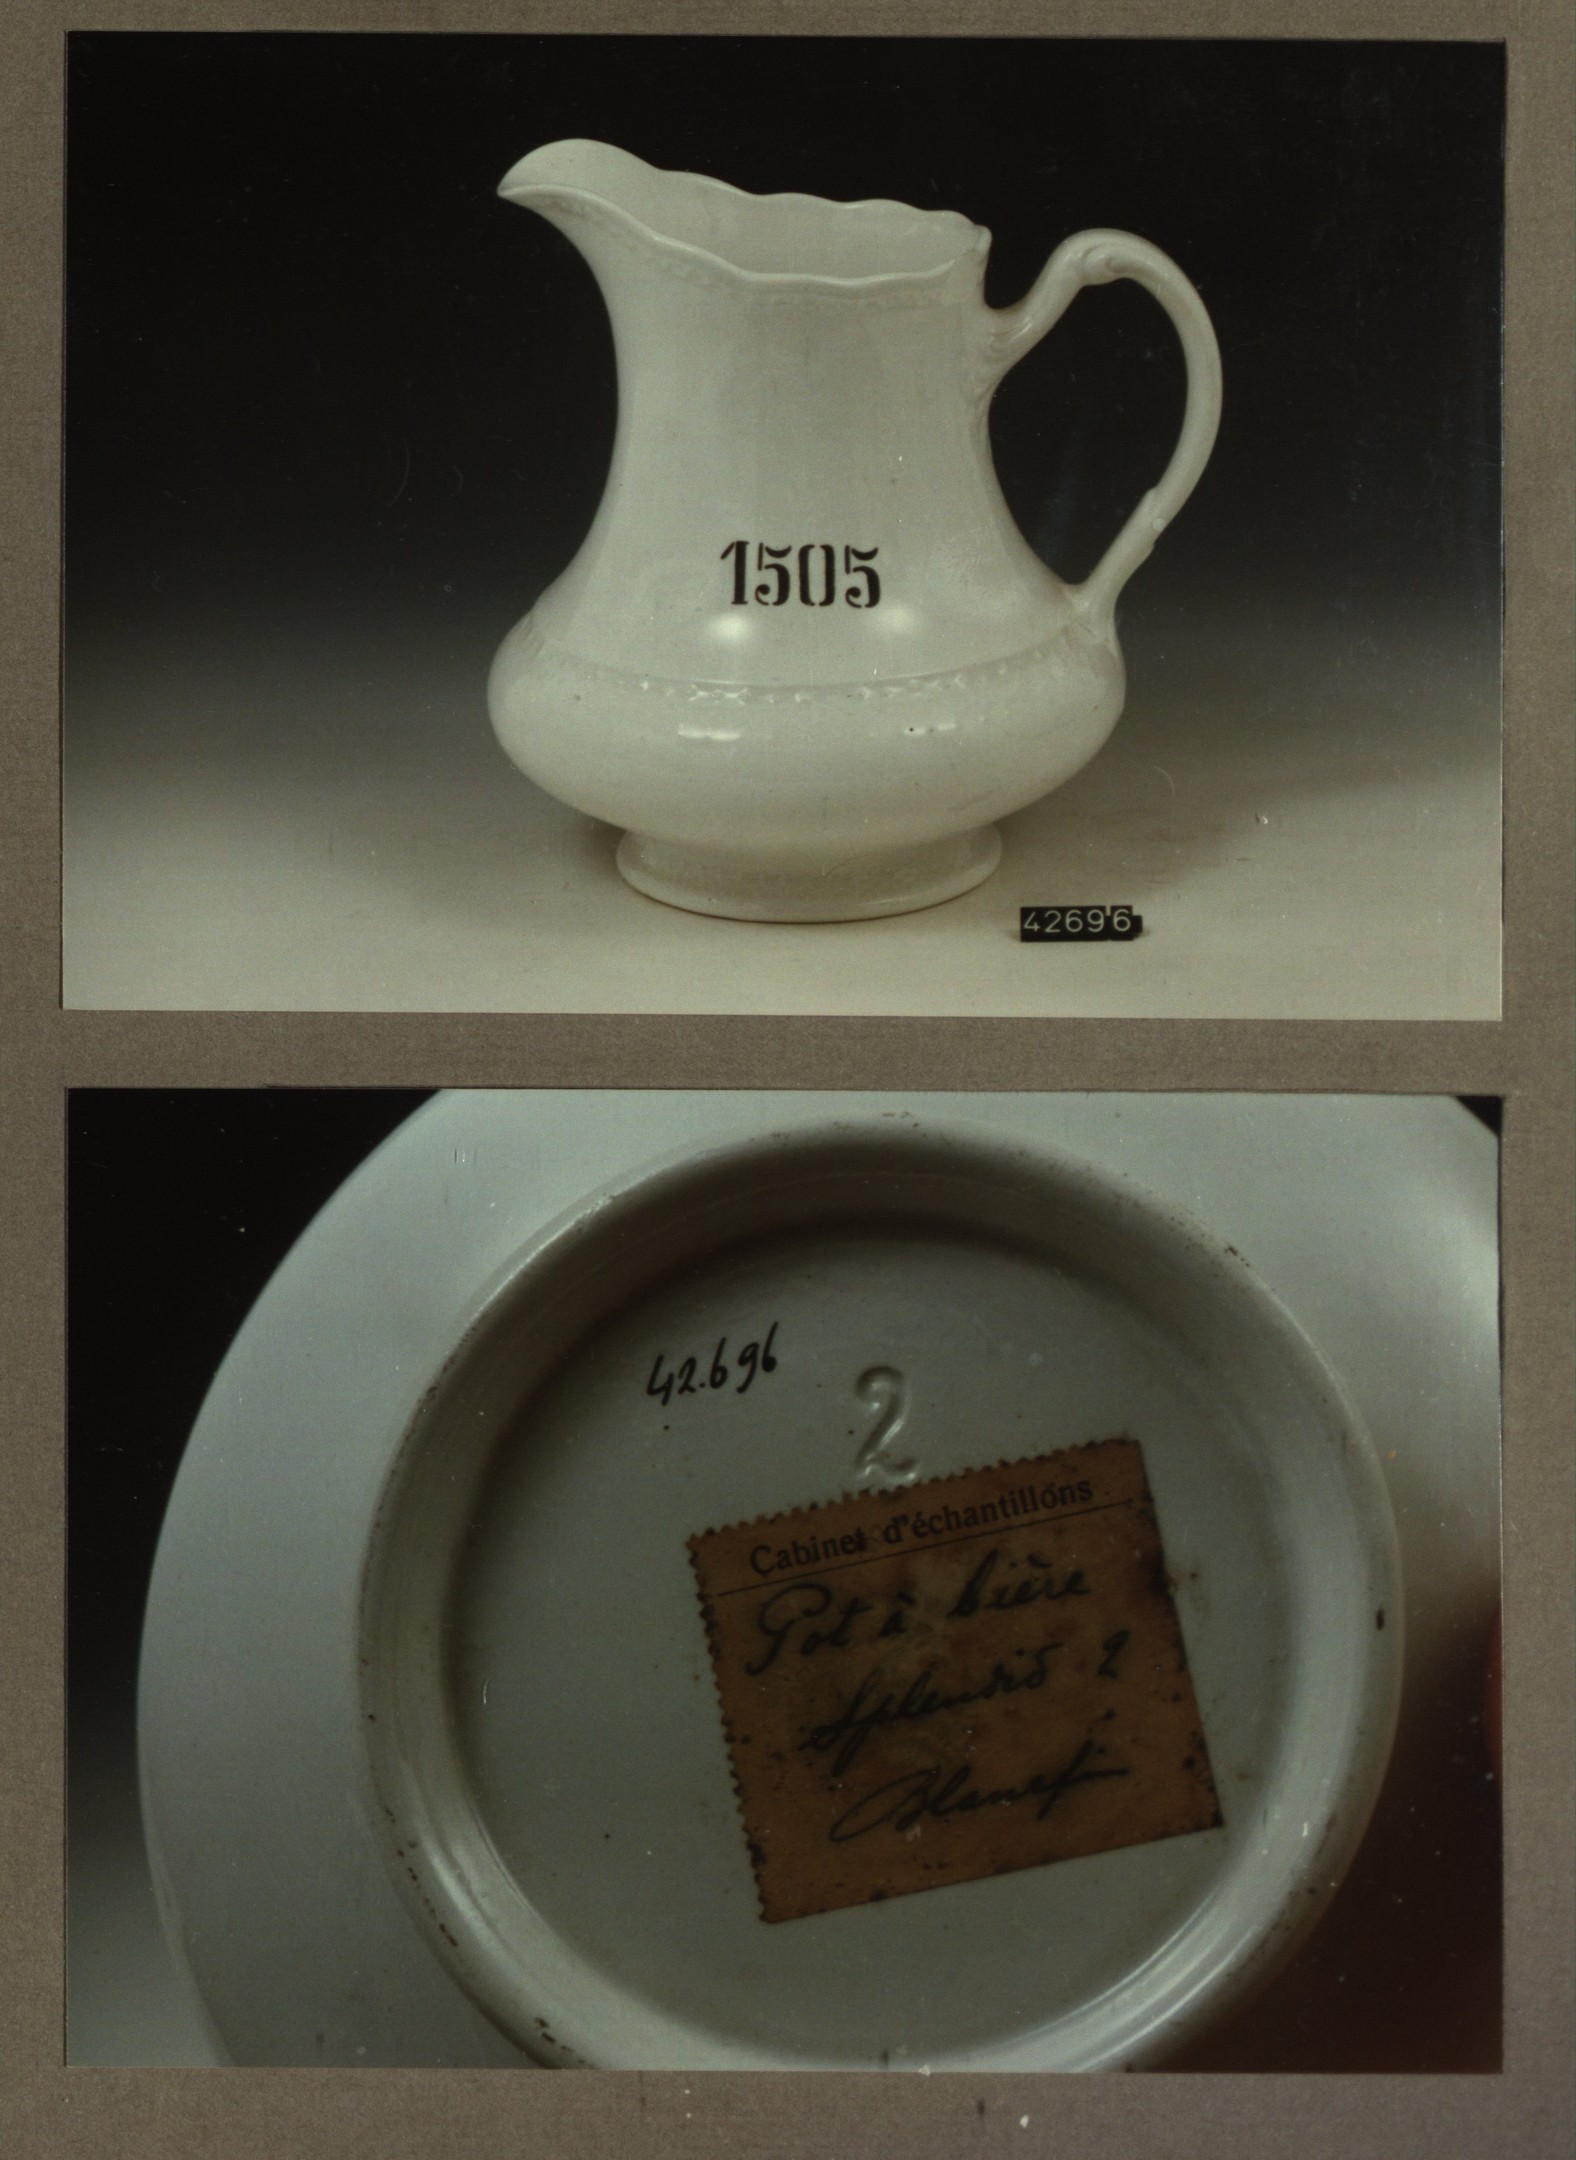 1505
42696
42.696
2
Cabinet d'échantillons
Pot à bière
Splendid 2
Blanc